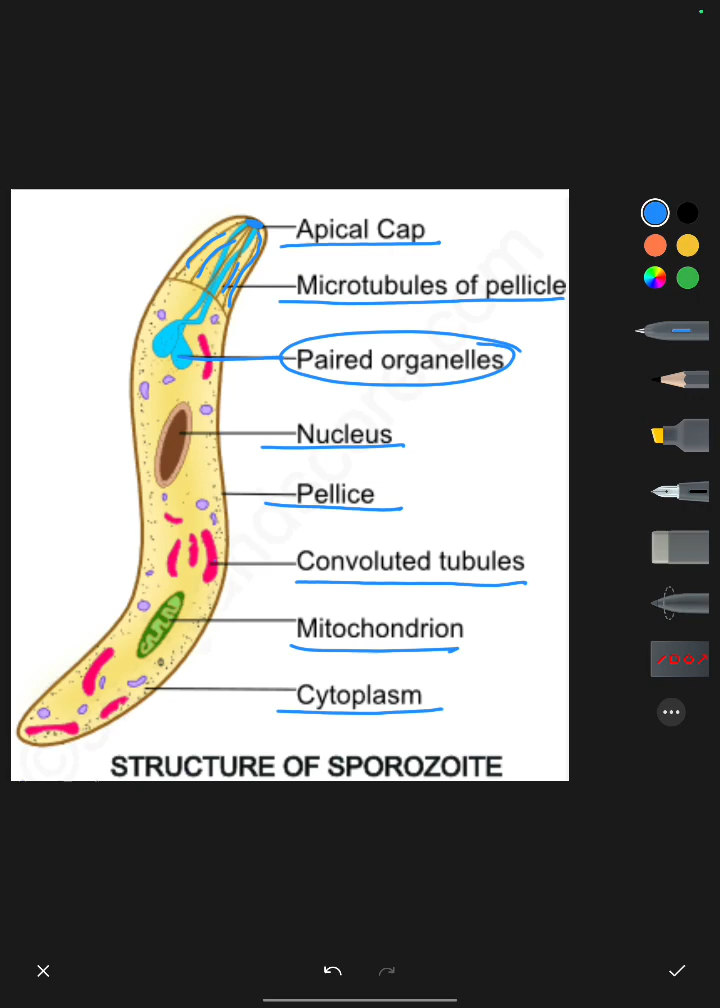 Apical Cap
Microtubules of pellicle
Paired organelles
Nucleus
Pellice
Convoluted tubules
Mitochondrion
Cytoplasm
STRUCTURE OF SPOROZOITE